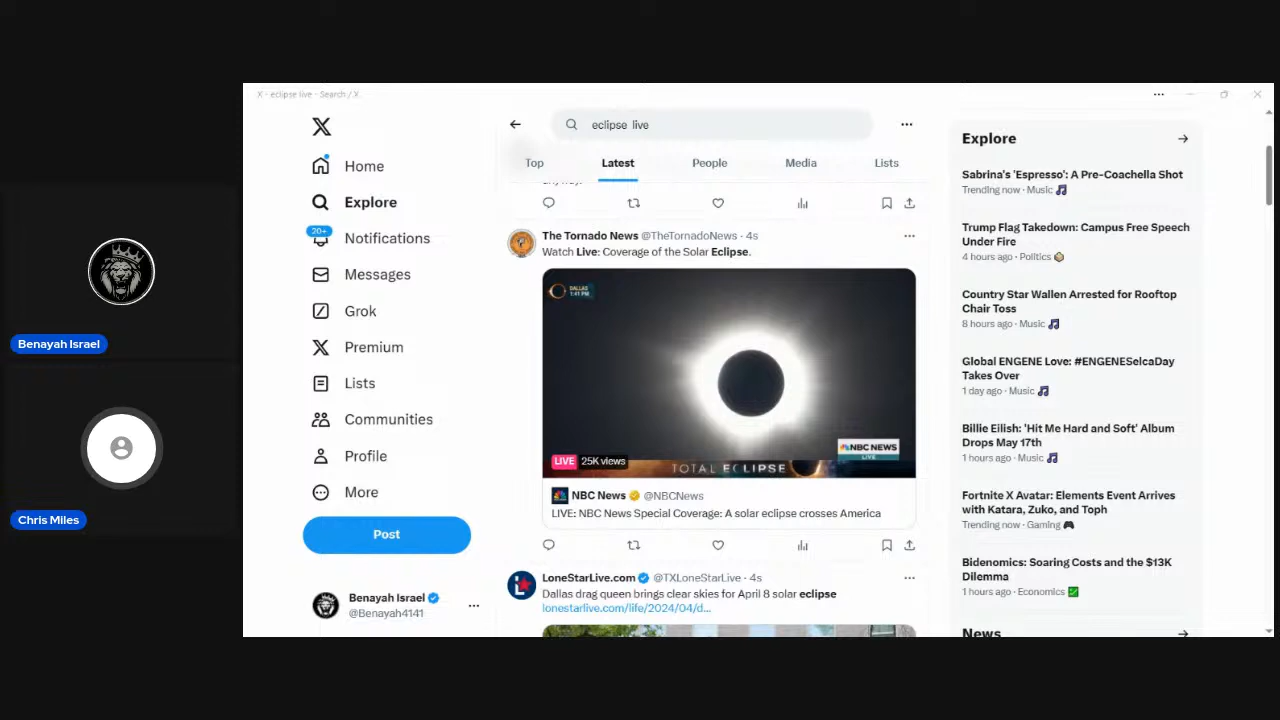 X - eclipse live - Search / X
Benayah Israel
Chris Miles
Home
Explore
20+
Notifications
Messages
Grok
Premium
Lists
Communities
Profile
More
Post
Benayah Israel
@Benayah4141
eclipse live
Top
Latest
People
Media
Lists
The Tornado News @TheTornadoNews · 4s
Watch Live: Coverage of the Solar Eclipse.
DALLAS
1:41 PM
NBC NEWS
LIVE
LIVE 25K views
TOTAL ECLIPSE
NBC News @NBCNews
LIVE: NBC News Special Coverage: A solar eclipse crosses America
LoneStarLive.com @TXLoneStarLive · 4s
Dallas drag queen brings clear skies for April 8 solar eclipse
lonestarlive.com/life/2024/04/d...
Explore
Sabrina's 'Espresso': A Pre-Coachella Shot
Trending now · Music 🎵
Trump Flag Takedown: Campus Free Speech
Under Fire
4 hours ago · Politics 🗳️
Country Star Wallen Arrested for Rooftop
Chair Toss
8 hours ago · Music 🎵
Global ENGENE Love: #ENGENESelcaDay
Takes Over
1 day ago · Music 🎵
Billie Eilish: 'Hit Me Hard and Soft' Album
Drops May 17th
1 hours ago · Music 🎵
Fortnite X Avatar: Elements Event Arrives
with Katara, Zuko, and Toph
Trending now · Gaming 🎮
Bidenomics: Soaring Costs and the $13K
Dilemma
1 hours ago · Economics 💹
News